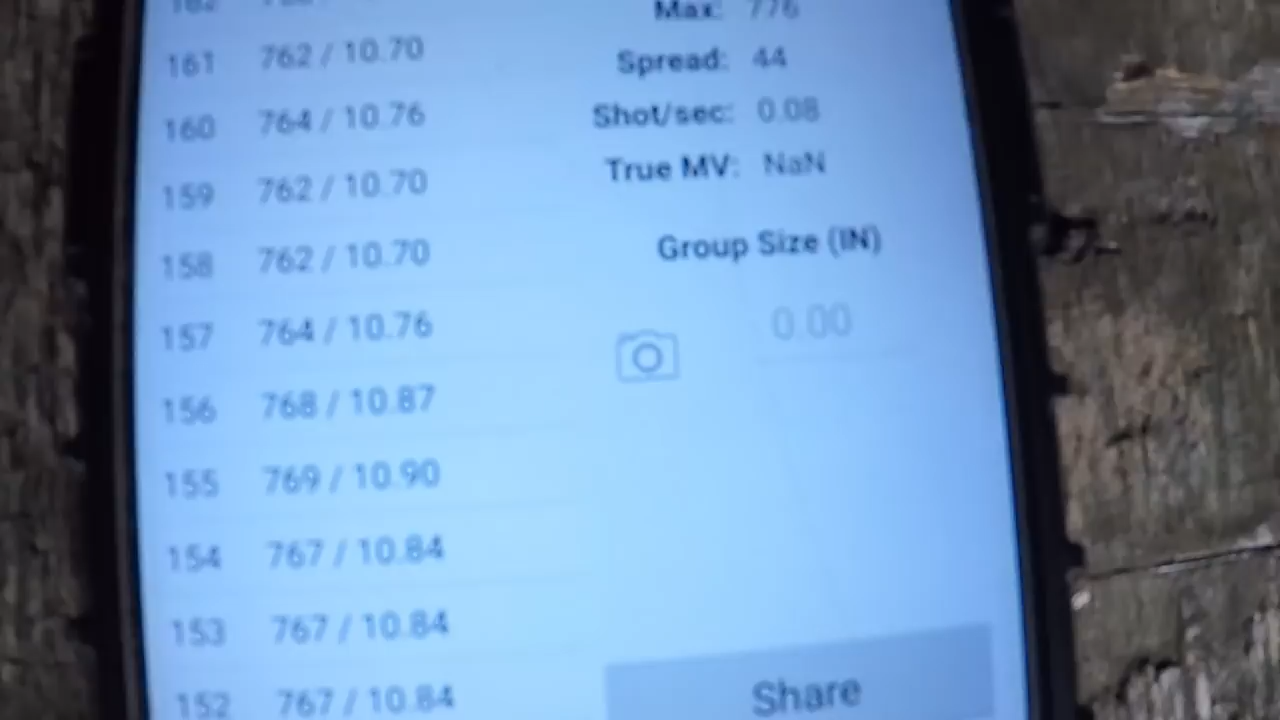 Max: 776
161 762 / 10.70
Spread: 44
160 764 / 10.76
Shot/sec: 0.08
159 762 / 10.70
True MV: NaN
158 762 / 10.70
Group Size (IN)
157 764 / 10.76
0.00
156 768 / 10.87
155 769 / 10.90
154 767 / 10.84
153 767 / 10.84
152 767 / 10.84
Share